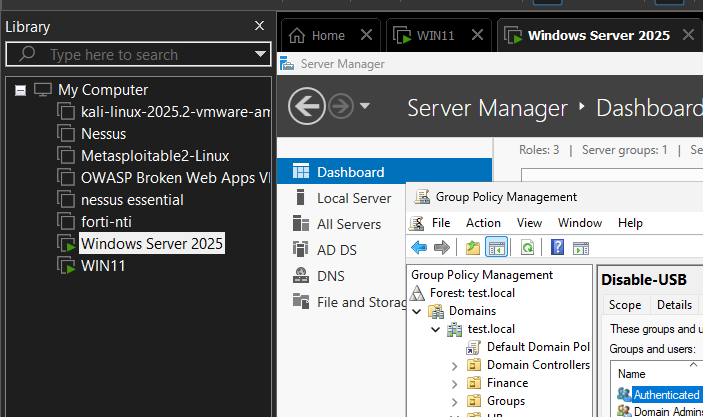 Library
Type here to search
My Computer
kali-linux-2025.2-vmware-am
Nessus
Metasploitable2-Linux
OWASP Broken Web Apps V
nessus essential
forti-nti
Windows Server 2025
WIN11
Home
WIN11
Windows Server 2025
Server Manager
Server Manager Dashboard
Roles: 3 | Server groups: 1 | Se
Dashboard
Local Server
All Servers
AD DS
DNS
File and Storag
Group Policy Management
File Action View Window Help
Group Policy Management
Forest: test.local
Domains
test.local
Default Domain Pol
Domain Controllers
Finance
Groups
Disable-USB
Scope Details
These groups and u
Groups and users:
Name
Authenticated
Domain Admins